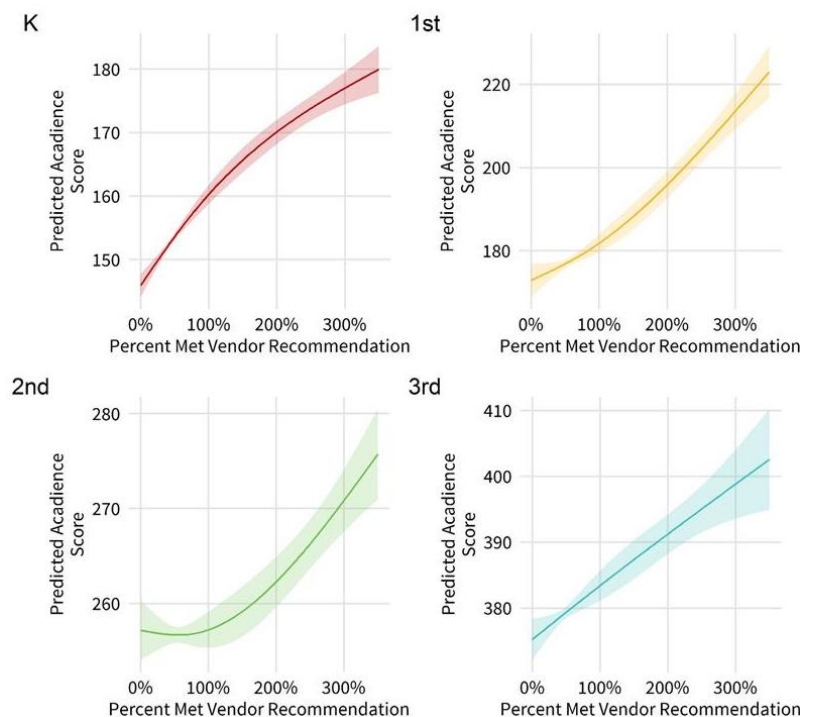 K
Predicted Acadience
Score
180
170
160
150
0% 100% 200% 300%
Percent Met Vendor Recommendation
1st
Predicted Acadience
Score
220
200
180
0% 100% 200% 300%
Percent Met Vendor Recommendation
2nd
Predicted Acadience
Score
280
270
260
0% 100% 200% 300%
Percent Met Vendor Recommendation
3rd
Predicted Acadience
Score
410
400
390
380
0% 100% 200% 300%
Percent Met Vendor Recommendation